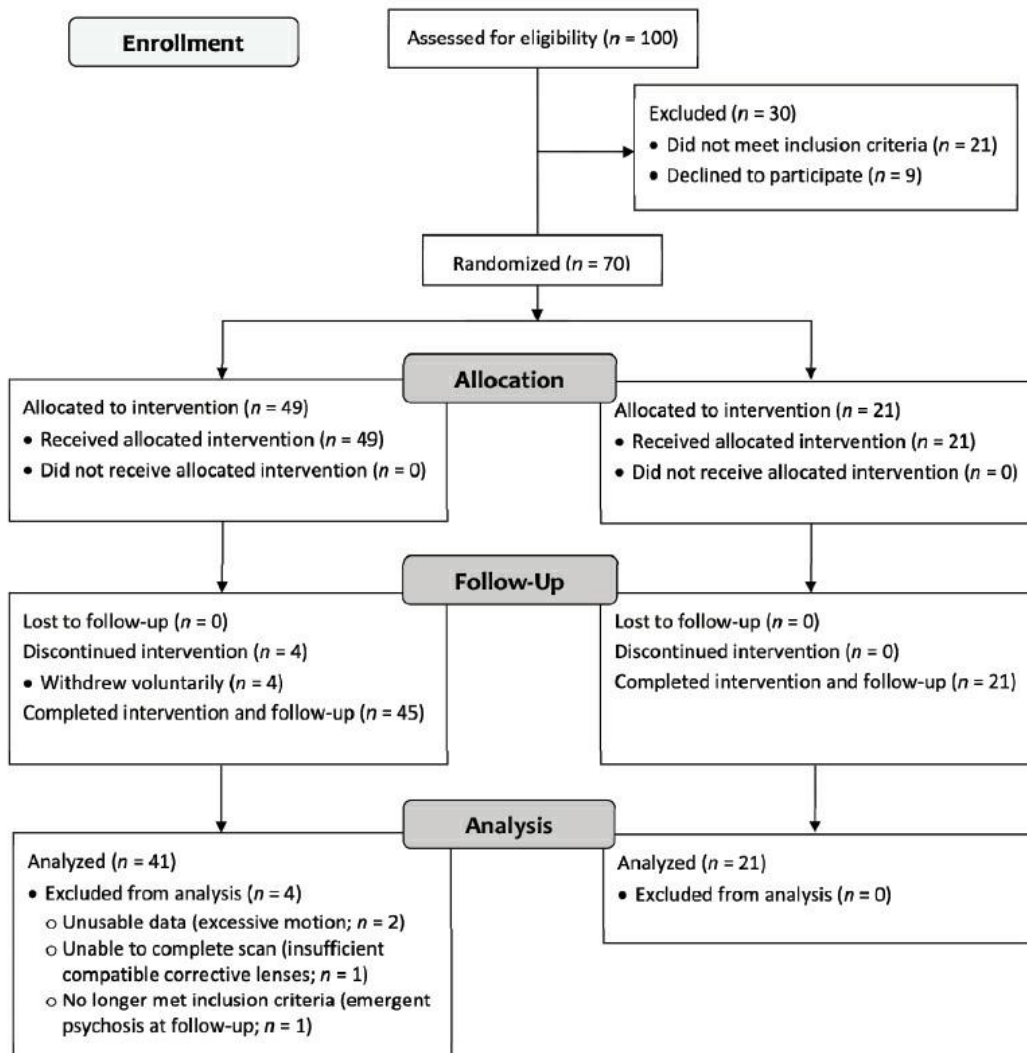 Enrollment
Assessed for eligibility (n = 100)
Excluded (n = 30)
• Did not meet inclusion criteria (n = 21)
• Declined to participate (n = 9)
Randomized (n = 70)
Allocation
Allocated to intervention (n = 49)
• Received allocated intervention (n = 49)
• Did not receive allocated intervention (n = 0)
Allocated to intervention (n = 21)
• Received allocated intervention (n = 21)
• Did not receive allocated intervention (n = 0)
Follow-Up
Lost to follow-up (n = 0)
Discontinued intervention (n = 4)
• Withdrew voluntarily (n = 4)
Completed intervention and follow-up (n = 45)
Lost to follow-up (n = 0)
Discontinued intervention (n = 0)
Completed intervention and follow-up (n = 21)
Analysis
Analyzed (n = 41)
• Excluded from analysis (n = 4)
o Unusable data (excessive motion; n = 2)
o Unable to complete scan (insufficient
compatible corrective lenses; n = 1)
o No longer met inclusion criteria (emergent
psychosis at follow-up; n = 1)
Analyzed (n = 21)
• Excluded from analysis (n = 0)